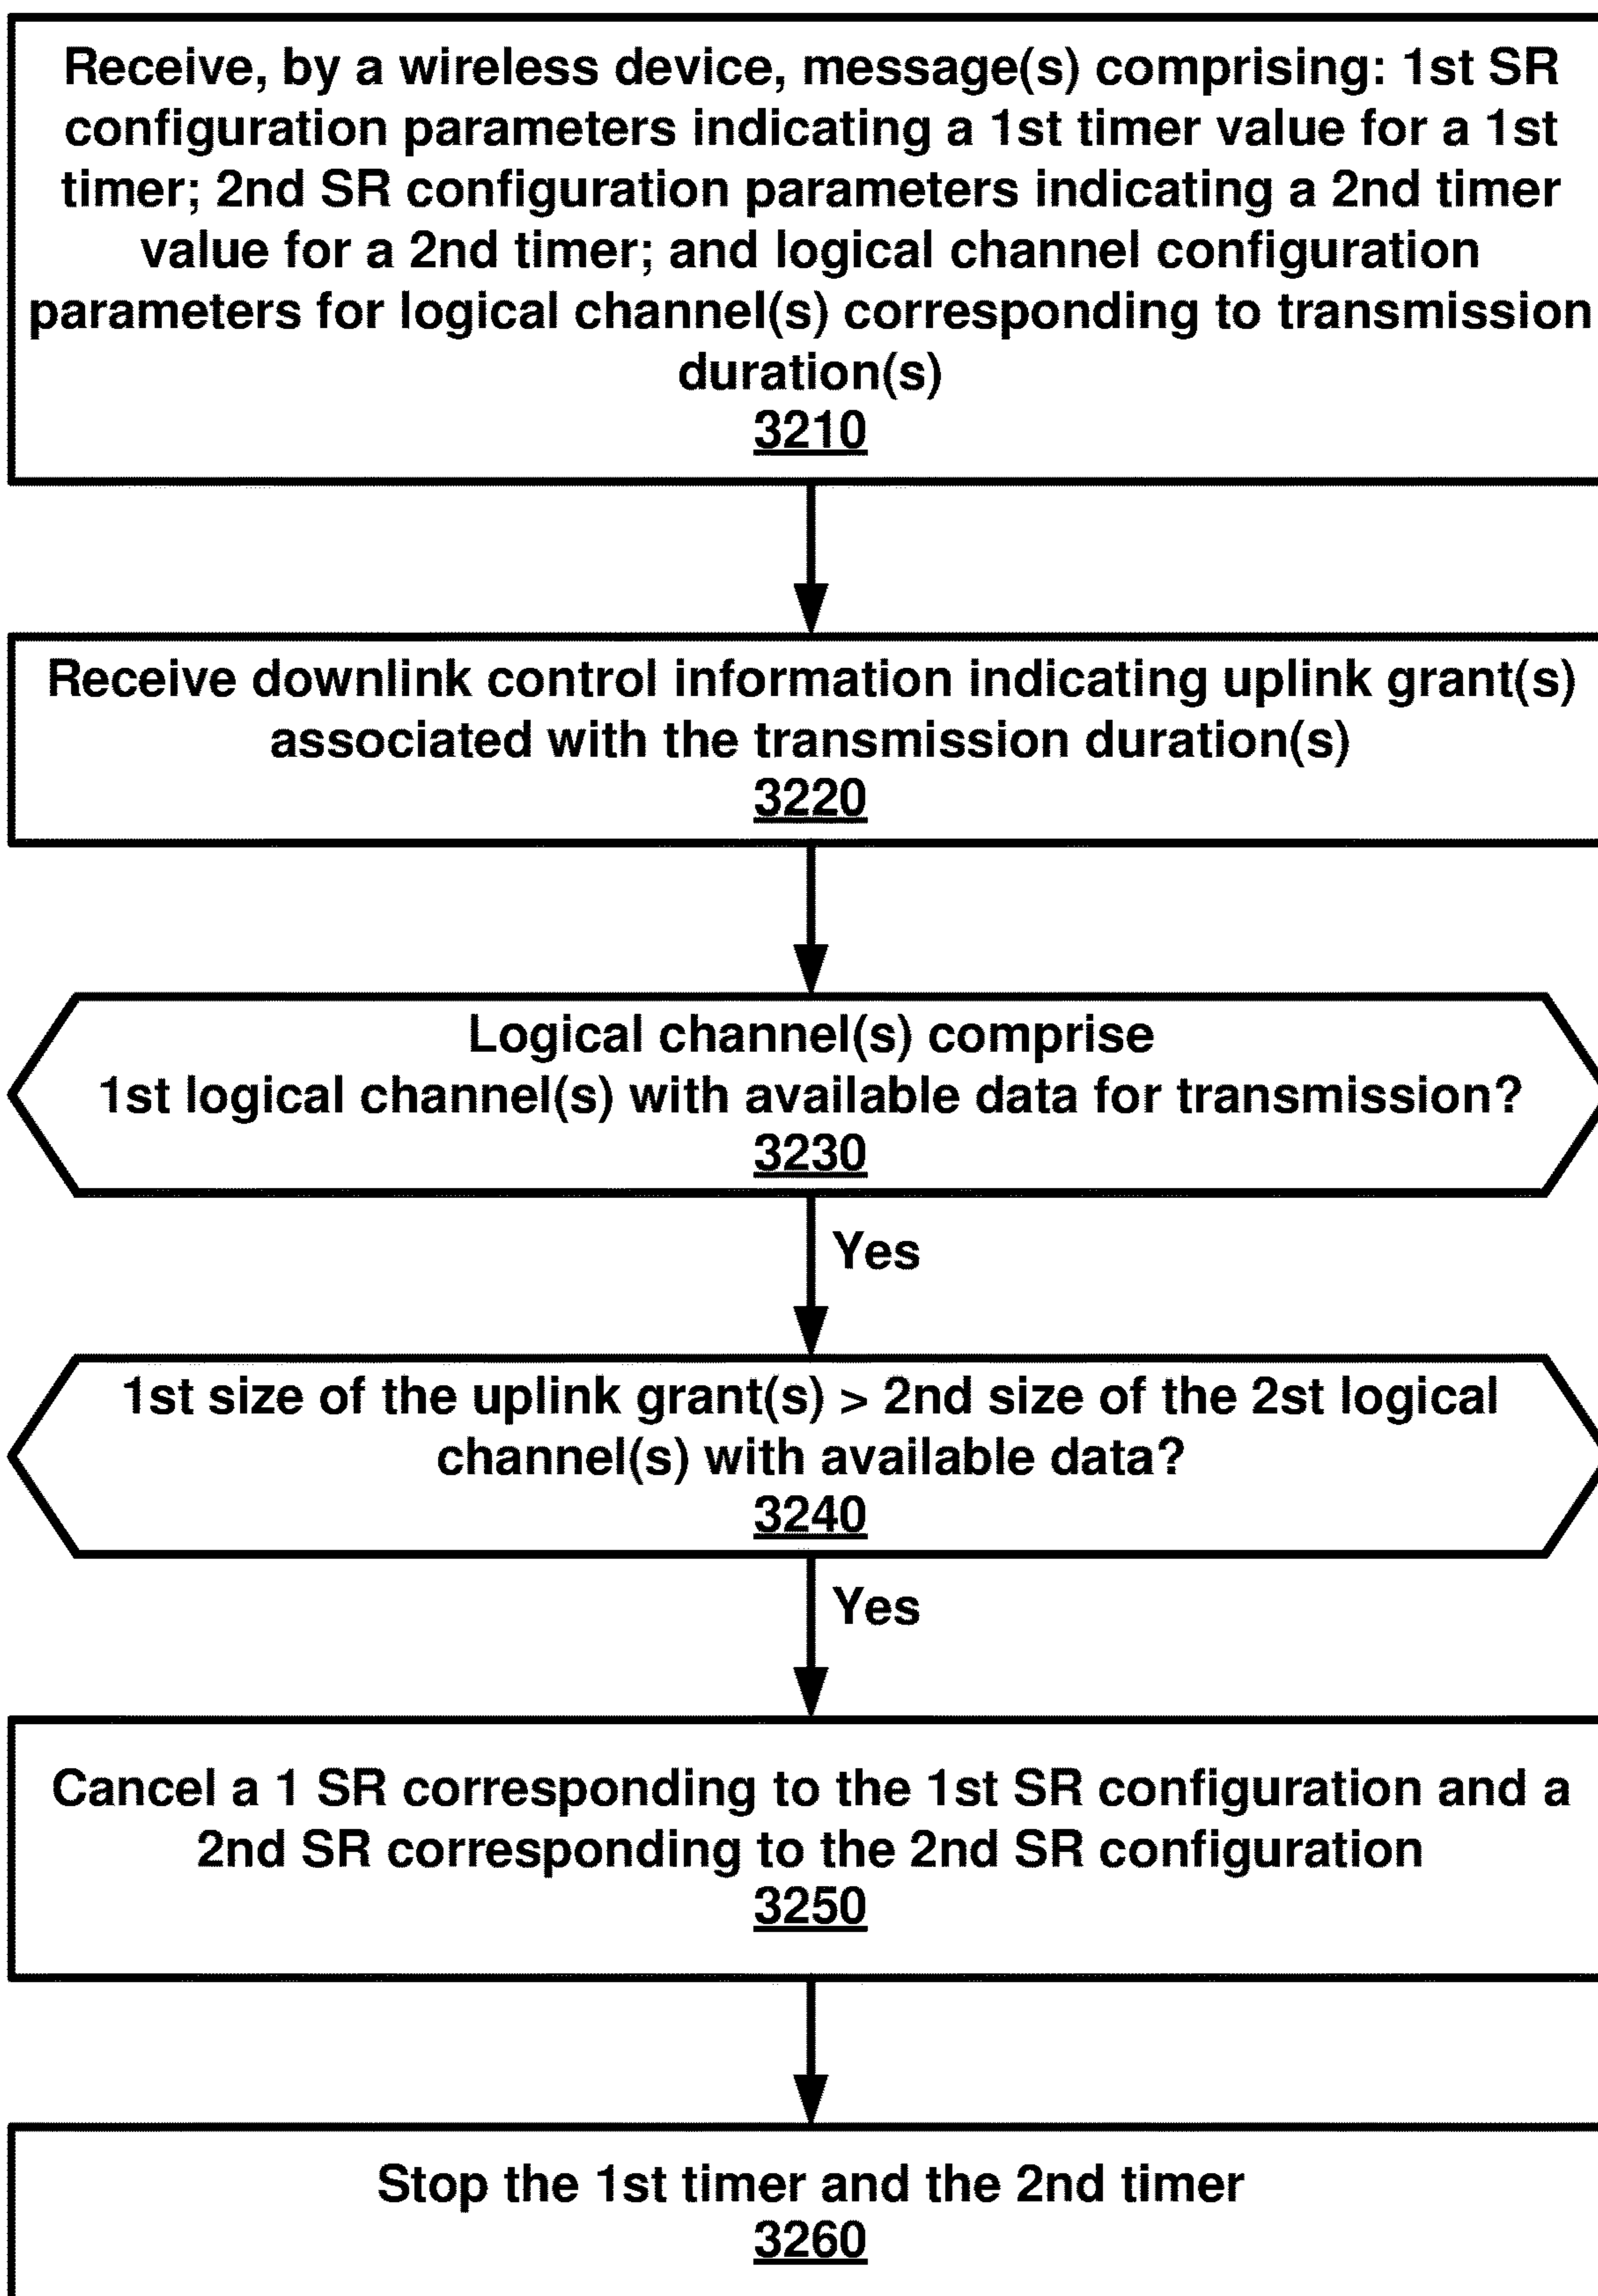 Receive, by a wireless device, message(s) comprising: 1st SR
configuration parameters indicating a 1st timer value for a 1st
timer; 2nd SR configuration parameters indicating a 2nd timer
value for a 2nd timer; and logical channel configuration
parameters for logical channel(s) corresponding to transmission
duration(s)
3210
Receive downlink control information indicating uplink grant(s)
associated with the transmission duration(s)
3220
Logical channel(s) comprise
1st logical channel(s) with available data for transmission?
3230
Yes
1st size of the uplink grant(s) > 2nd size of the 2st logical
channel(s) with available data?
3240
Yes
Cancel a 1 SR corresponding to the 1st SR configuration and a
2nd SR corresponding to the 2nd SR configuration
3250
Stop the 1st timer and the 2nd timer
3260